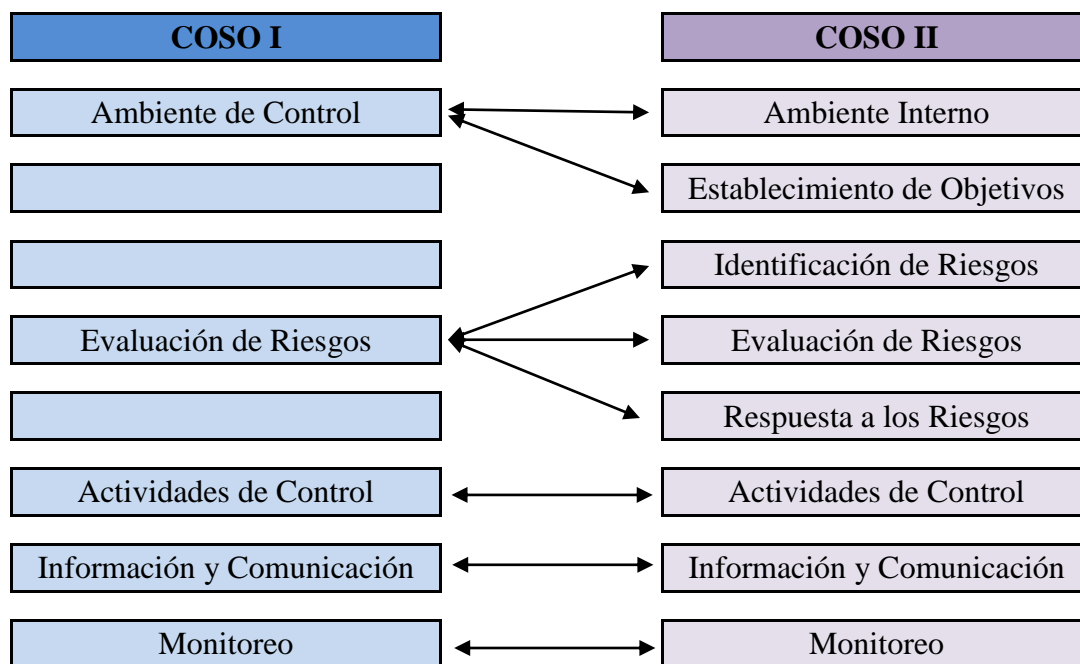 COSO I
COSO II
Ambiente de Control
Ambiente Interno
Establecimiento de Objetivos
Identificación de Riesgos
Evaluación de Riesgos
Evaluación de Riesgos
Respuesta a los Riesgos
Actividades de Control
Actividades de Control
Información y Comunicación
Información y Comunicación
Monitoreo
Monitoreo